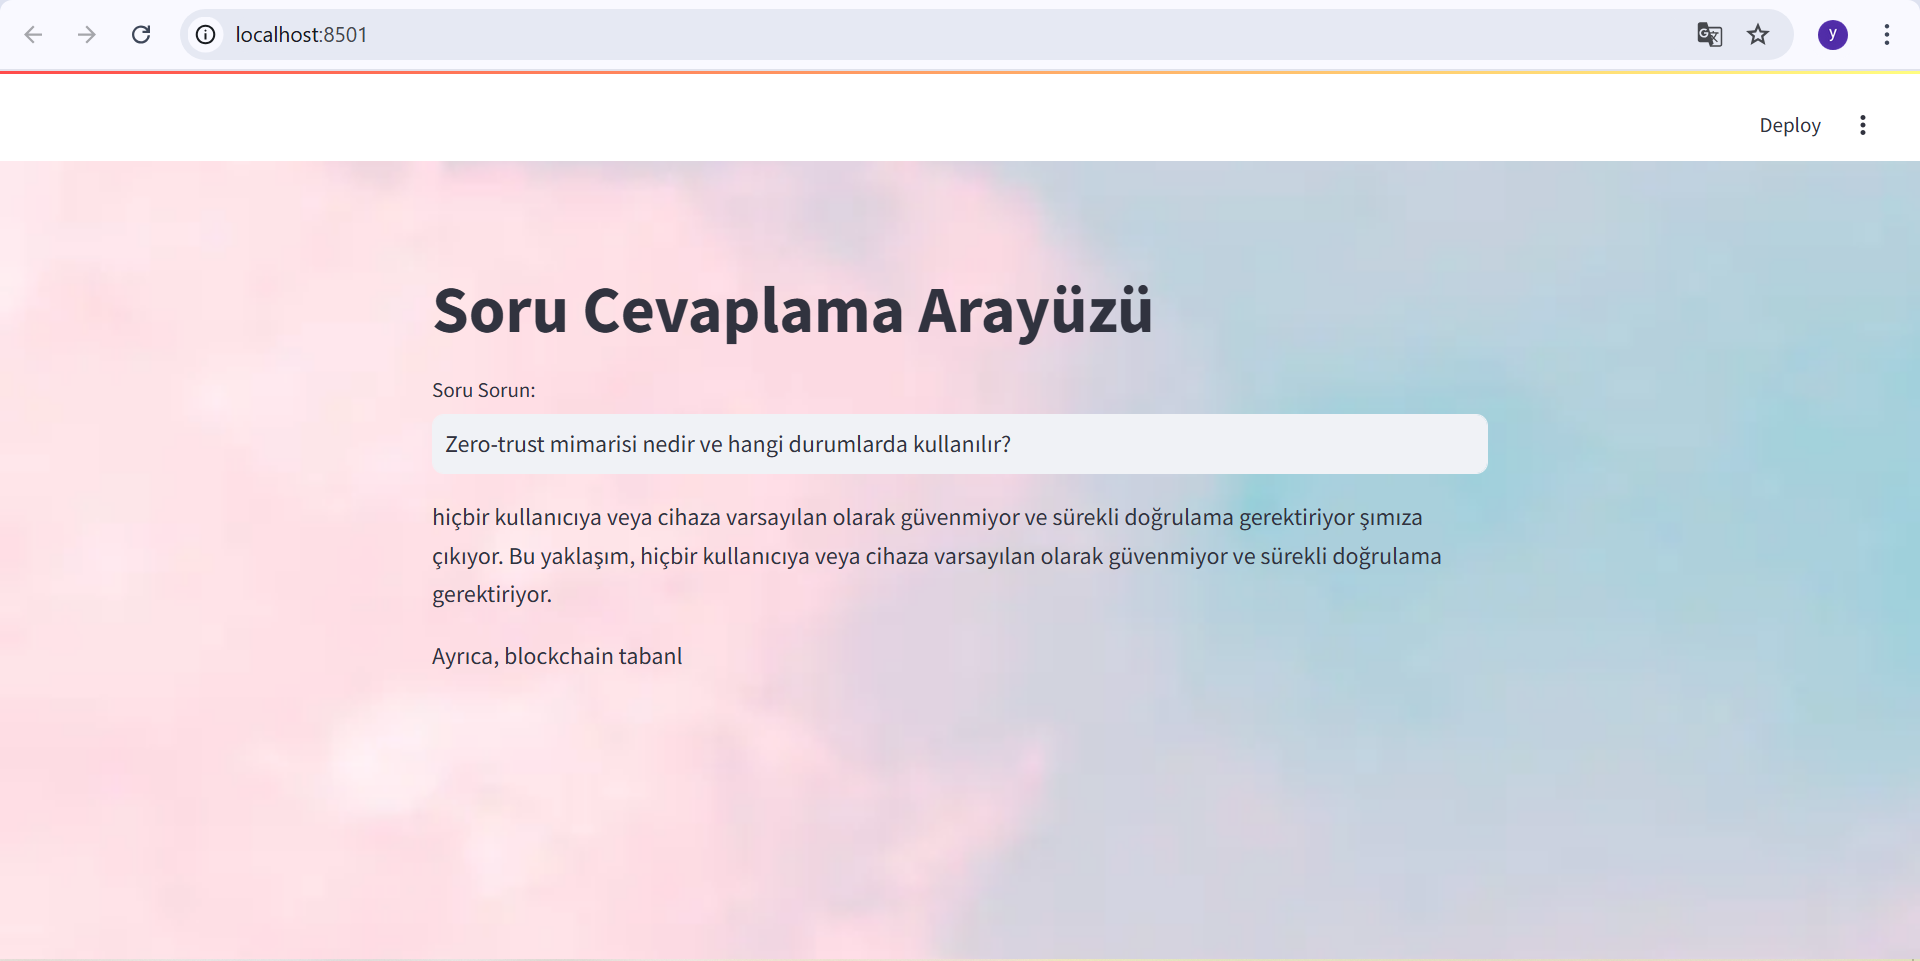 localhost:8501
y
Deploy
Soru Cevaplama Arayüzü
Soru Sorun:
Zero-trust mimarisi nedir ve hangi durumlarda kullanılır?
hiçbir kullanıcıya veya cihaza varsayılan olarak güvenmiyor ve sürekli doğrulama gerektiriyor şımıza
çıkıyor. Bu yaklaşım, hiçbir kullanıcıya veya cihaza varsayılan olarak güvenmiyor ve sürekli doğrulama
gerektiriyor.
Ayrıca, blockchain tabanl